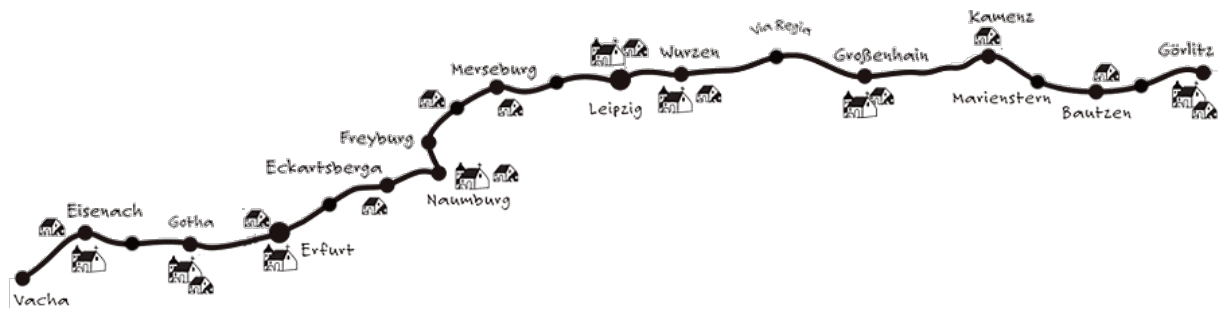 Vacha
Eisenach
Gotha
Erfurt
Eckartsberga
Naumburg
Freyburg
Merseburg
Leipzig
Wurzen
Via Regia
Großenhain
Kamenz
Marienstern
Bautzen
Görlitz